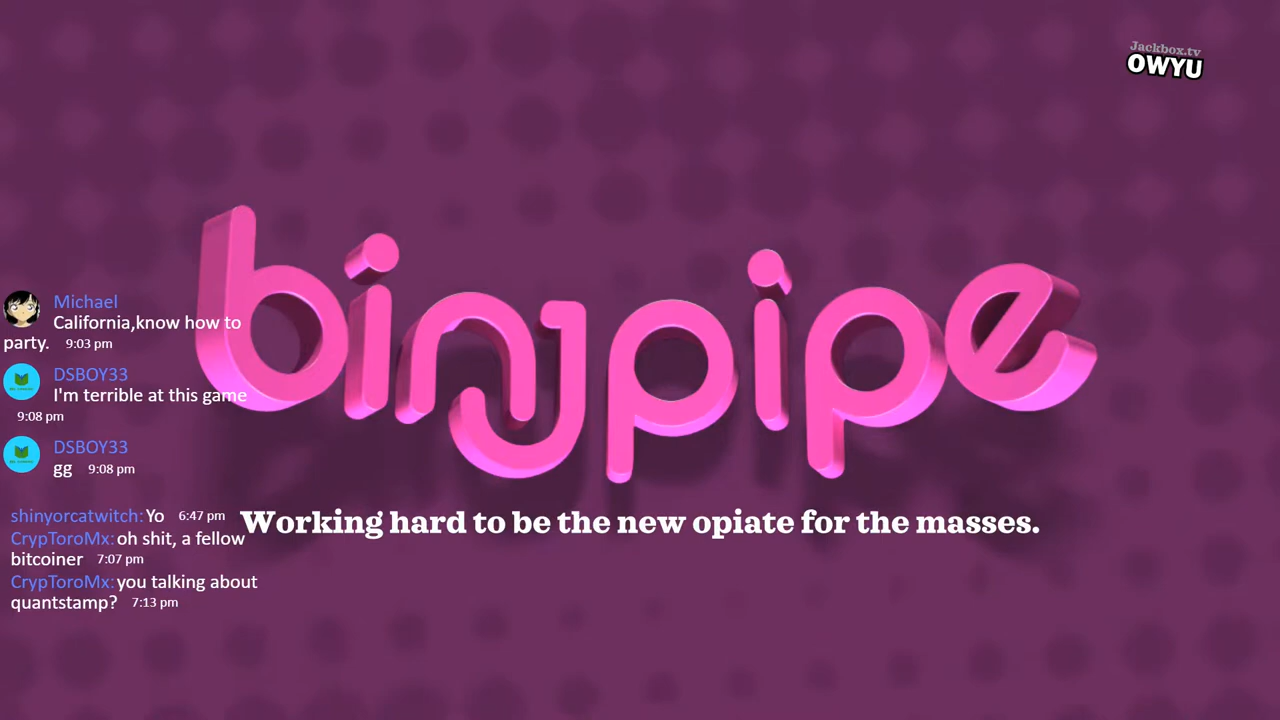 Jackbox.tv
OWYU
binjpipe
Michael
California,know how to
party. 9:03 pm
DSBOY33
I'm terrible at this game
9:08 pm
DSBOY33
gg 9:08 pm
shinyorcatwitch: Yo 6:47 pm
Working hard to be the new opiate for the masses.
CrypToroMx: oh shit, a fellow
bitcoiner 7:07 pm
CrypToroMx: you talking about
quantstamp? 7:13 pm